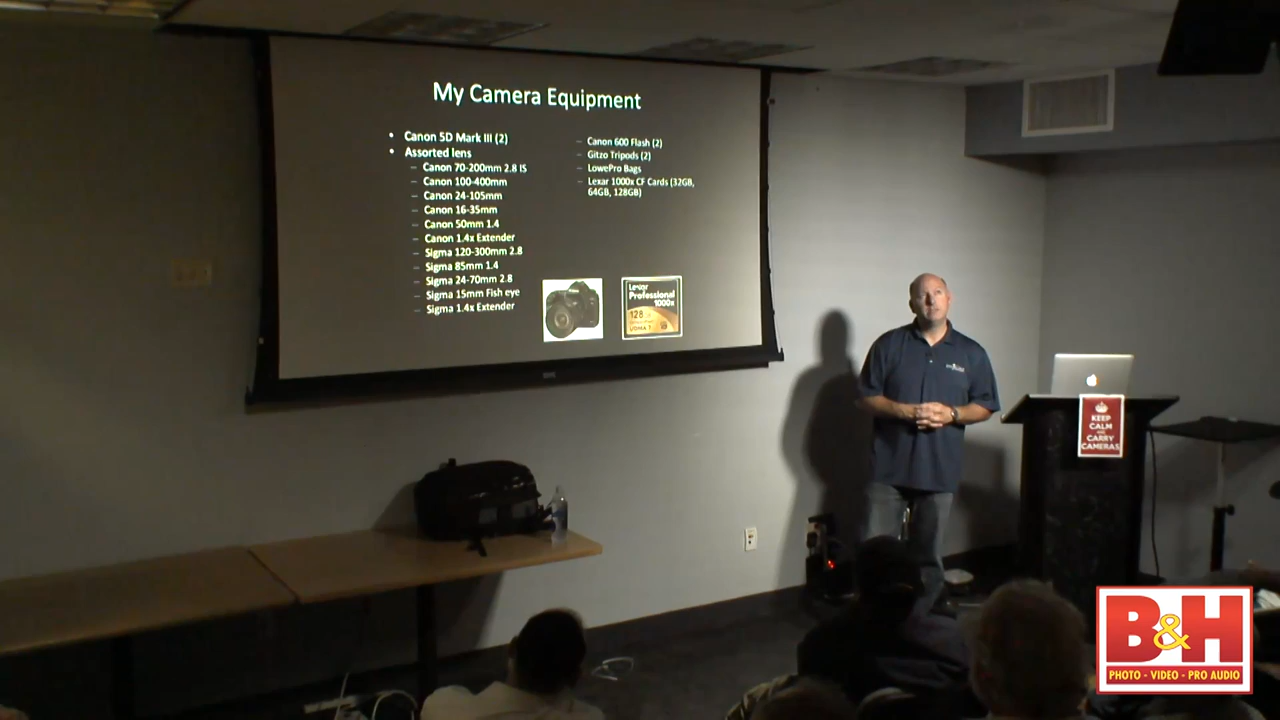 My Camera Equipment
• Canon 5D Mark III (2)
• Assorted lens
– Canon 70-200mm 2.8 IS
– Canon 100-400mm
– Canon 24-105mm
– Canon 16-35mm
– Canon 50mm 1.4
– Canon 1.4x Extender
– Sigma 120-300mm 2.8
– Sigma 85mm 1.4
– Sigma 24-70mm 2.8
– Sigma 15mm Fish eye
– Sigma 1.4x Extender
– Canon 600 Flash (2)
– Gitzo Tripods (2)
– LowePro Bags
– Lexar 1000x CF Cards (32GB,
64GB, 128GB)
Lexar
Professional
1000x
128
UDMA 7
KEEP
CALM
AND
CARRY
CAMERAS
B&H
PHOTO - VIDEO - PRO AUDIO